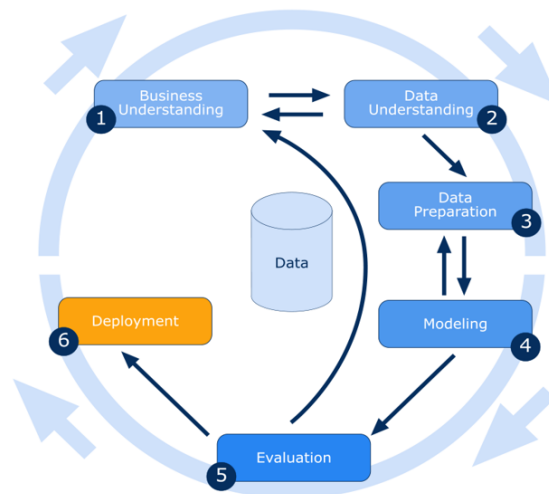 Business
Understanding
1
Data
Understanding
2
Data
Preparation
3
Data
Deployment
6
Modeling
4
Evaluation
5